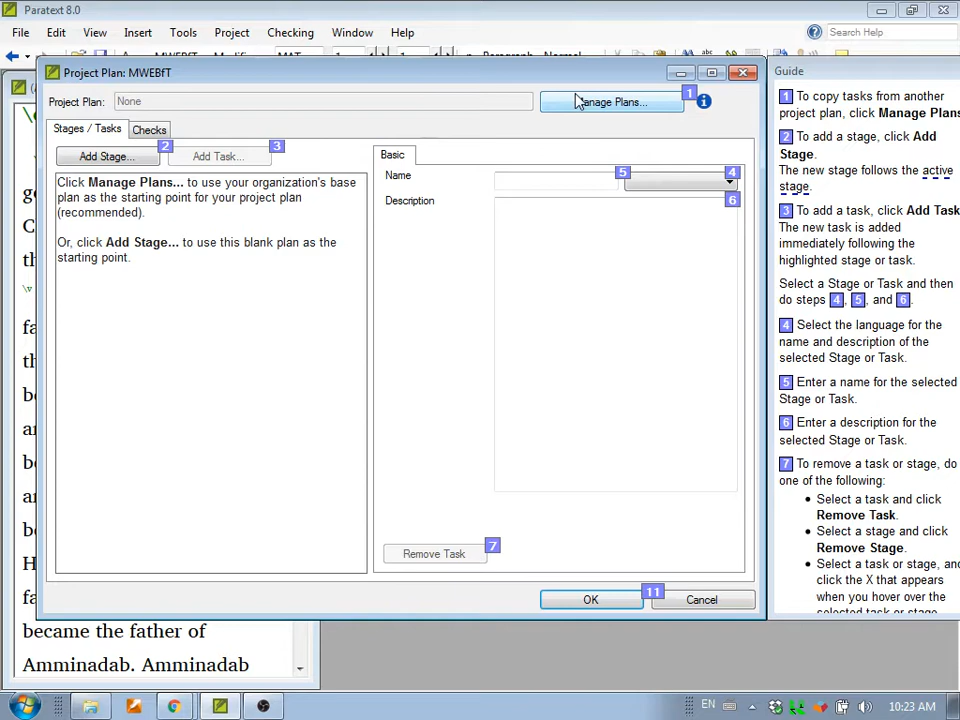 Paratext 8.0
File Edit View Insert Tools Project Checking Window Help
Search Help
Project Plan: MWEBfT
Project Plan: None
Manage Plans... 1
Stages / Tasks Checks
Add Stage... 2 Add Task... 3
Click Manage Plans... to use your organization's base
plan as the starting point for your project plan
(recommended).
Or, click Add Stage... to use this blank plan as the
starting point.
Basic
Name 5 4
Description 6
Remove Task 7
OK 11 Cancel
Guide
1 To copy tasks from another
project plan, click Manage Plans
2 To add a stage, click Add
Stage.
The new stage follows the active
stage.
3 To add a task, click Add Task
The new task is added
immediately following the
highlighted stage or task.
Select a Stage or Task and then
do steps 4, 5, and 6.
4 Select the language for the
name and description of the
selected Stage or Task.
5 Enter a name for the selected
Stage or Task.
6 Enter a description for the
selected Stage or Task.
7 To remove a task or stage, do
one of the following:
• Select a task and click
Remove Task.
• Select a stage and click
Remove Stage.
• Select a task or stage, and
click the X that appears
when you hover over the
selected task or stage
became the father of
Amminadab. Amminadab
EN
10:23 AM